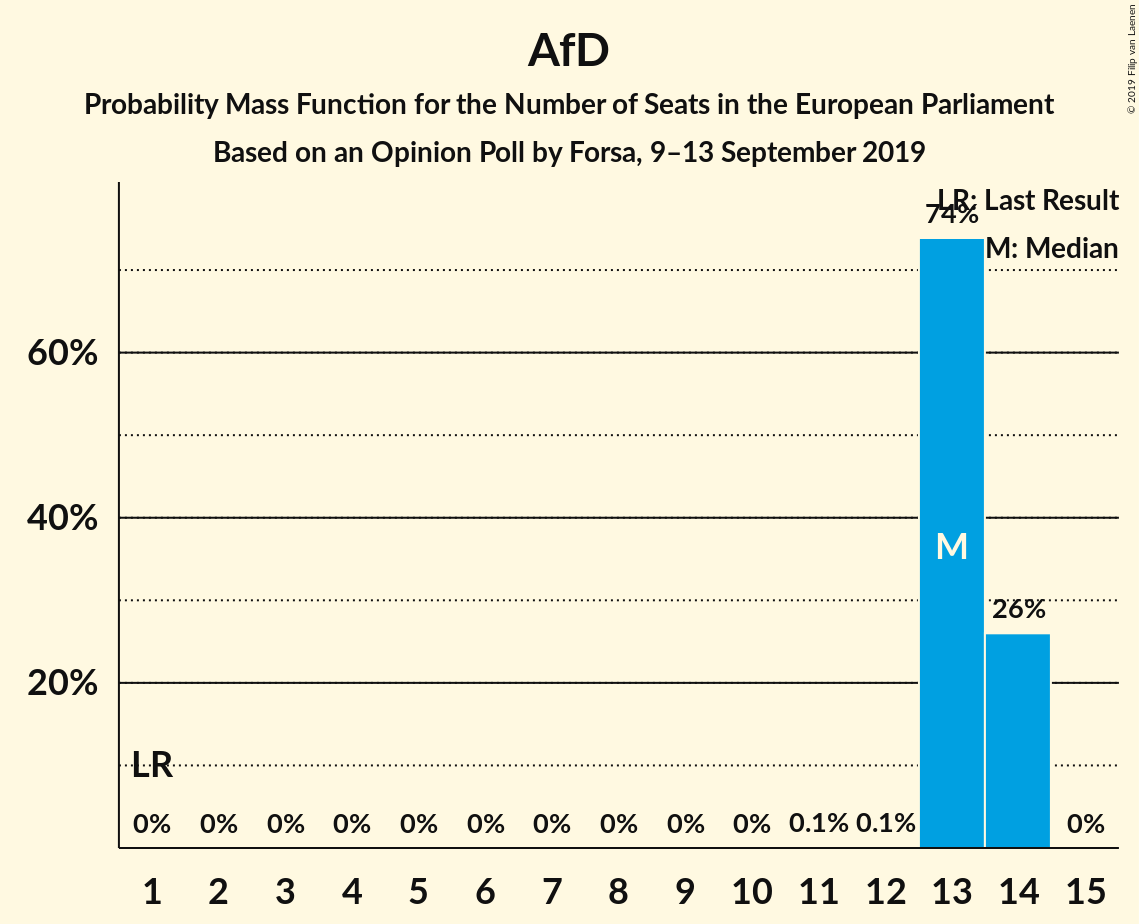 AfD
Probability Mass Function for the Number of Seats in the European Parliament
Based on an Opinion Poll by Forsa, 9–13 September 2019
© 2019 Filip van Laenen
LR: Last Result
M: Median
74%
60%
40%
20%
M
26%
LR
0% 0% 0% 0% 0% 0% 0% 0% 0% 0% 0.1% 0.1% 0%
1 2 3 4 5 6 7 8 9 10 11 12 13 14 15